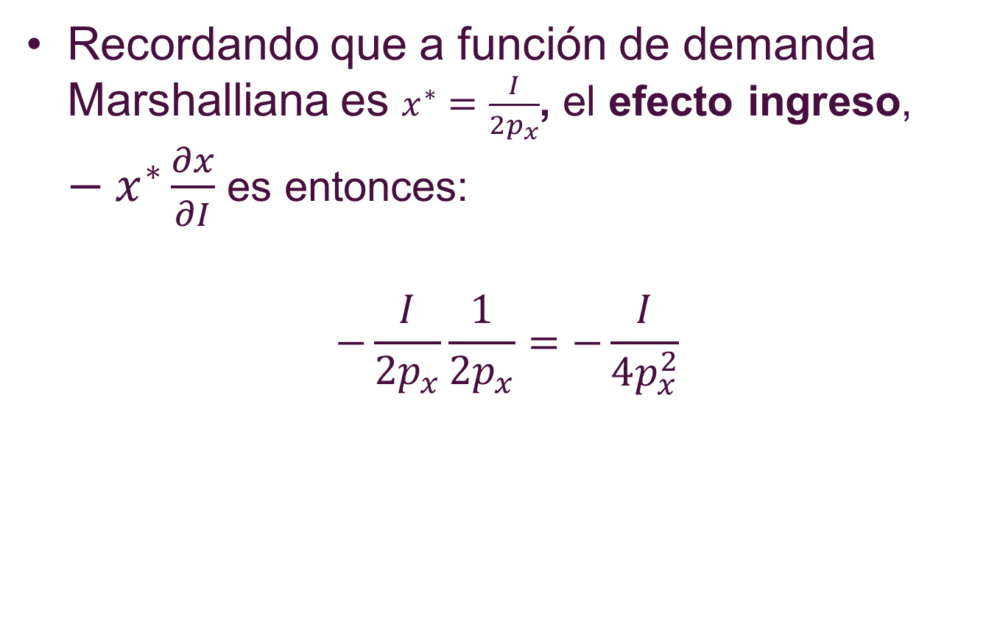 • Recordando que a función de demanda
Marshalliana es $x^* = \frac{I}{2p_x}$, el efecto ingreso,
$-x^* \frac{\partial x}{\partial I}$ es entonces:
$-\frac{I}{2p_x}\frac{1}{2p_x} = -\frac{I}{4p_x^2}$